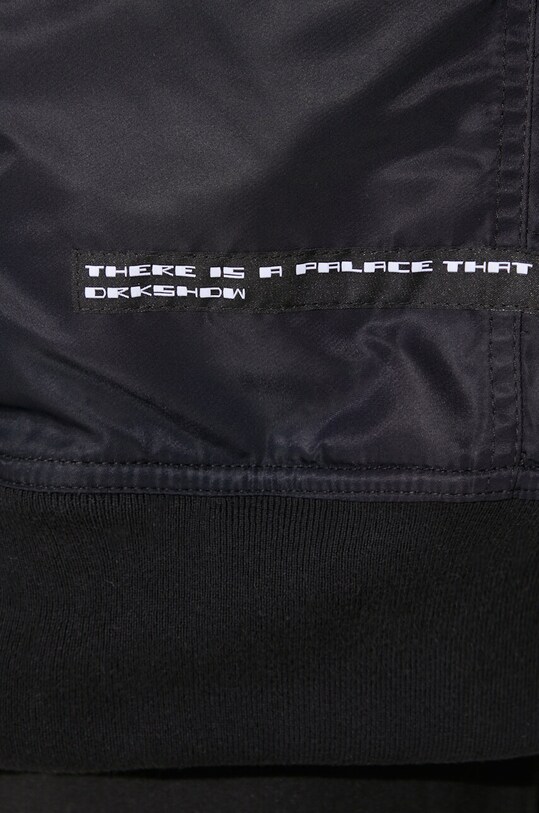 THERE IS A PALACE THAT
DRKSHDW